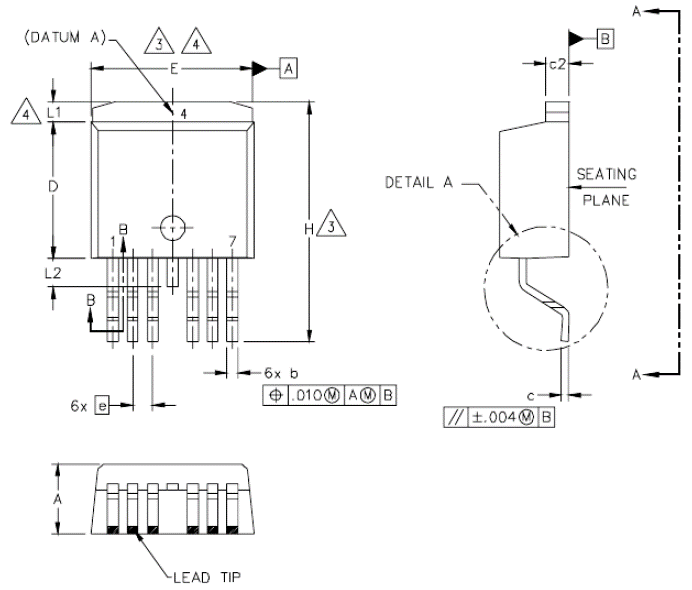 (DATUM A)
3
4
E
A
A
B
c2
4
L1
4
D
B
1
7
H
3
L2
B
DETAIL A
SEATING
PLANE
6x b
6x e
⌖ .010Ⓜ AⓂ B
c
A
// ±.004Ⓜ B
A
LEAD TIP